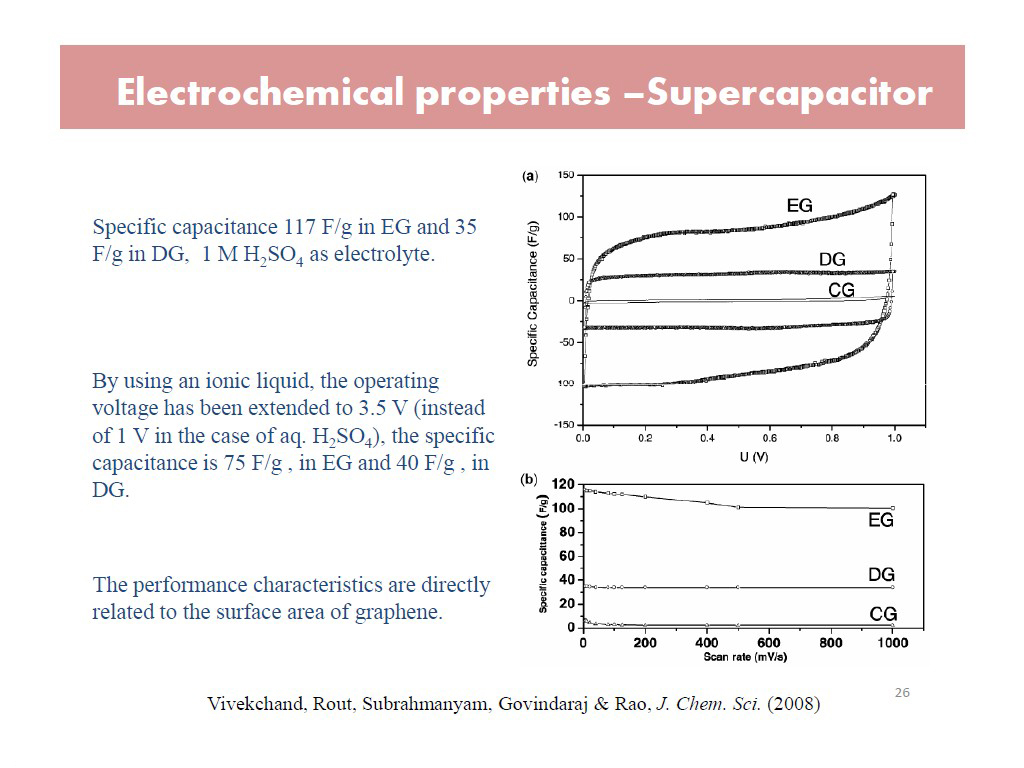 Electrochemical properties –Supercapacitor
Specific capacitance 117 F/g in EG and 35
F/g in DG, 1 M H₂SO₄ as electrolyte.
By using an ionic liquid, the operating
voltage has been extended to 3.5 V (instead
of 1 V in the case of aq. H₂SO₄), the specific
capacitance is 75 F/g , in EG and 40 F/g , in
DG.
The performance characteristics are directly
related to the surface area of graphene.
(a)
Specific Capacitance (F/g)
150
100
50
0
-50
100
-150
EG
DG
CG
0.0 0.2 0.4 0.6 0.8 1.0
U (V)
(b)
Specific capacittance (F/g)
120
100
80
60
40
20
0
EG
DG
CG
0 200 400 600 800 1000
Scan rate (mV/s)
26
Vivekchand, Rout, Subrahmanyam, Govindaraj & Rao, J. Chem. Sci. (2008)